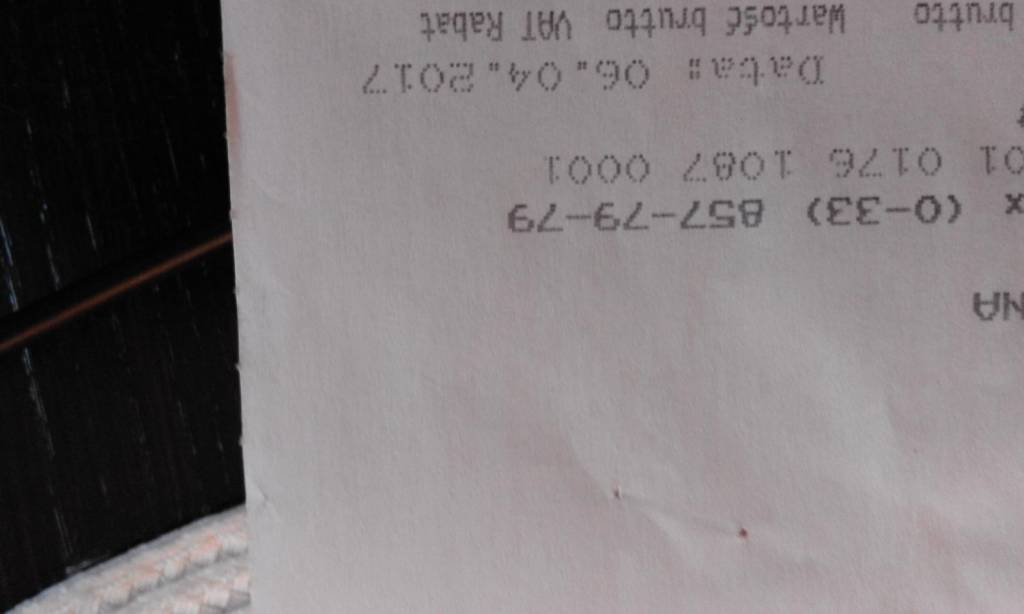 NA
x (0-33) 857-79-79
01 0176 1087 0001
Data: 06.04.2017
brutto Wartość brutto VAT Rabat